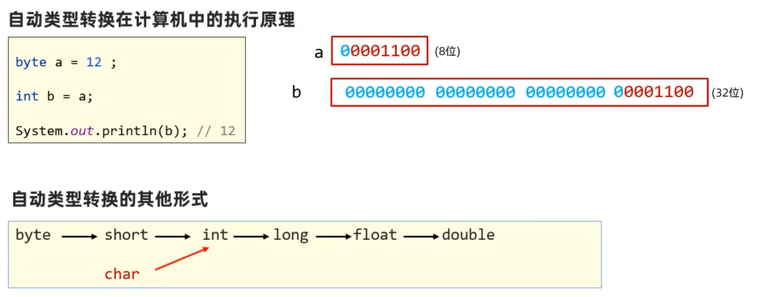 自动类型转换在计算机中的执行原理
byte a = 12 ;
int b = a;
System.out.println(b); // 12
a 00001100 (8位)
b 00000000 00000000 00000000 00001100 (32位)
自动类型转换的其他形式
byte short int long float double
char